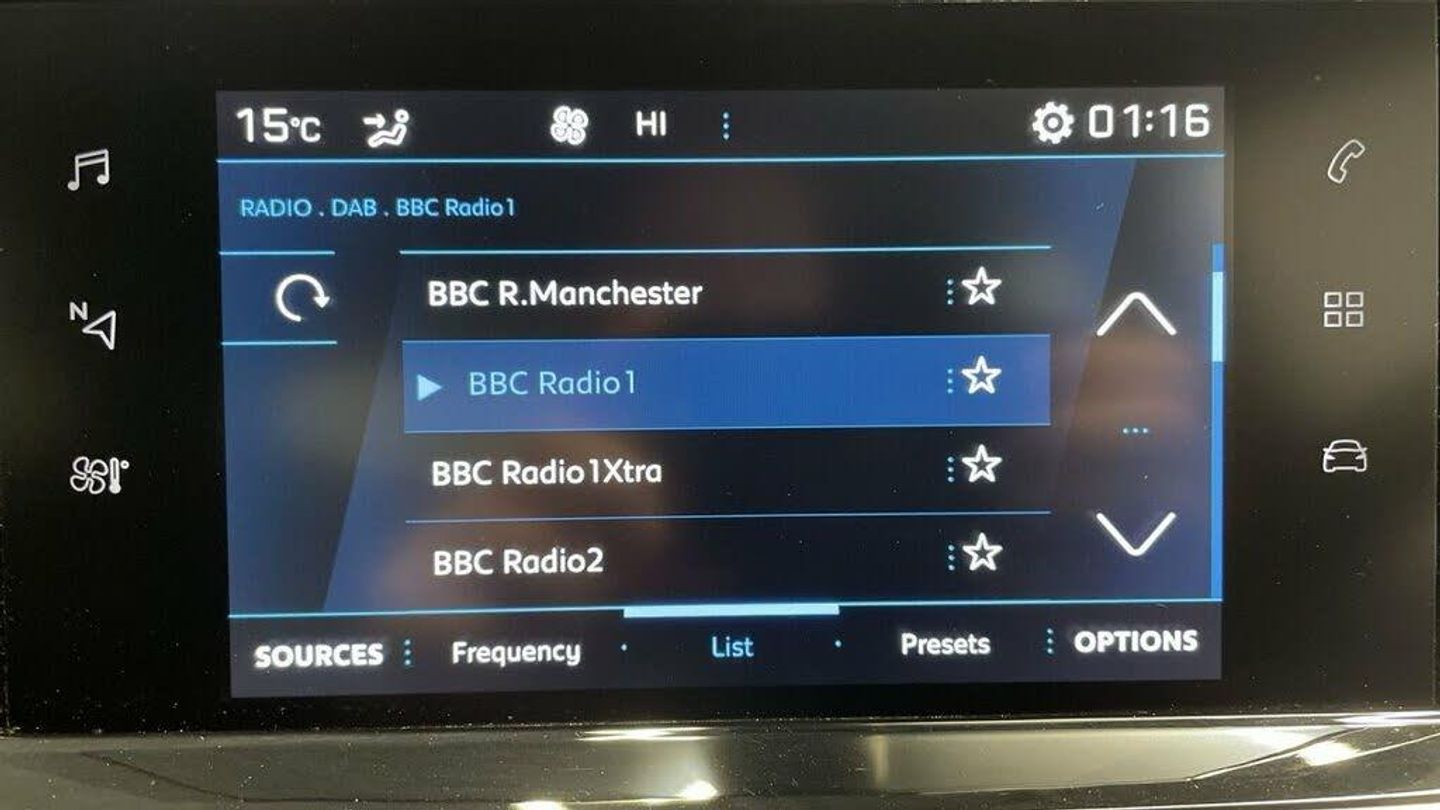 15°C HI 01:16
RADIO . DAB . BBC Radio1
N
BBC R.Manchester
BBC Radio1
BBC Radio1Xtra
BBC Radio2
SOURCES Frequency List Presets OPTIONS